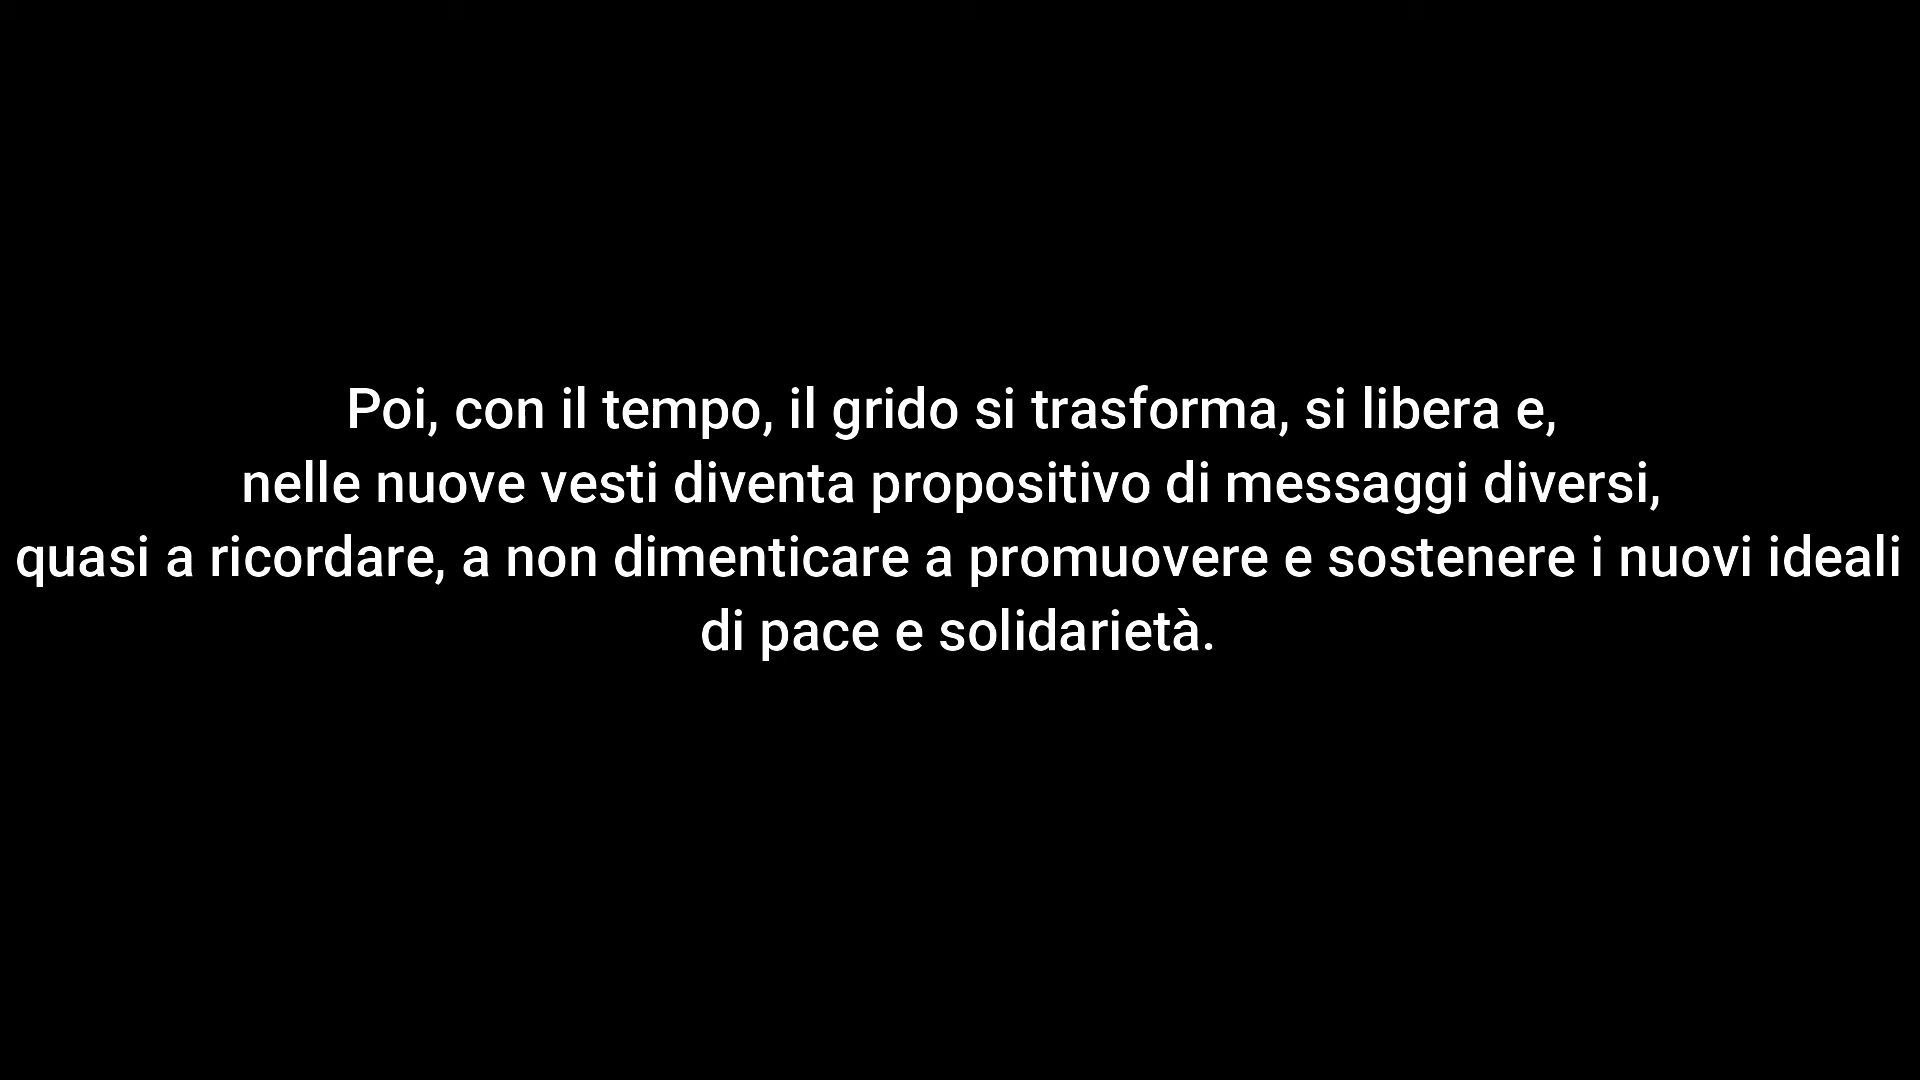 Poi, con il tempo, il grido si trasforma, si libera e,
nelle nuove vesti diventa propositivo di messaggi diversi,
quasi a ricordare, a non dimenticare a promuovere e sostenere i nuovi ideali
di pace e solidarietà.